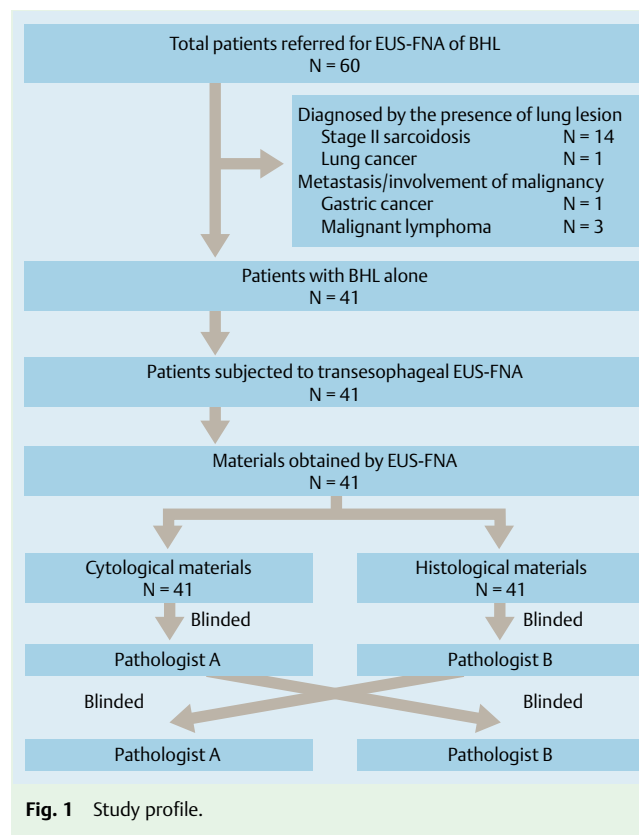 Total patients referred for EUS-FNA of BHL
N = 60
Diagnosed by the presence of lung lesion
Stage II sarcoidosis N = 14
Lung cancer N = 1
Metastasis/involvement of malignancy
Gastric cancer N = 1
Malignant lymphoma N = 3
Patients with BHL alone
N = 41
Patients subjected to transesophageal EUS-FNA
N = 41
Materials obtained by EUS-FNA
N = 41
Cytological materials
N = 41
Histological materials
N = 41
Blinded
Blinded
Pathologist A
Pathologist B
Blinded
Blinded
Pathologist A
Pathologist B
Fig. 1 Study profile.